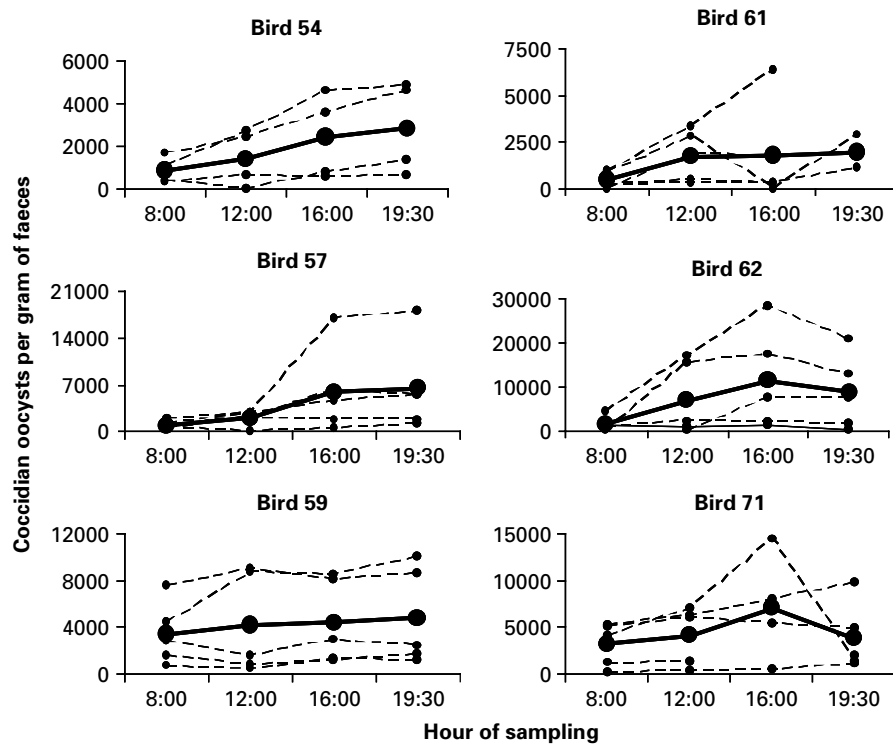 Coccidian oocysts per gram of faeces
Bird 54
6000
4000
2000
0
8:00 12:00 16:00 19:30
Bird 61
7500
5000
2500
0
8:00 12:00 16:00 19:30
Bird 57
21000
14000
7000
0
8:00 12:00 16:00 19:30
Bird 62
30000
20000
10000
0
8:00 12:00 16:00 19:30
Bird 59
12000
8000
4000
0
8:00 12:00 16:00 19:30
Bird 71
15000
10000
5000
0
8:00 12:00 16:00 19:30
Hour of sampling